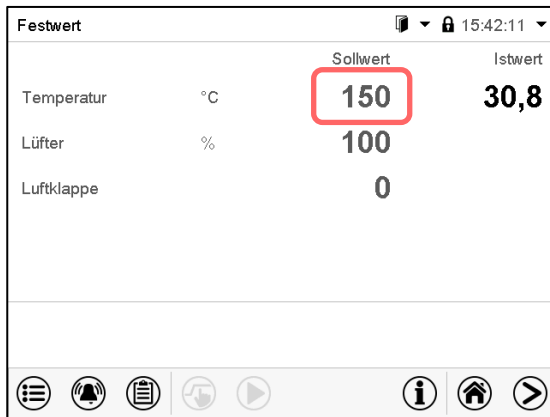 Festwert 15:42:11
Sollwert Istwert
Temperatur °C 150 30,8
Lüfter % 100
Luftklappe 0